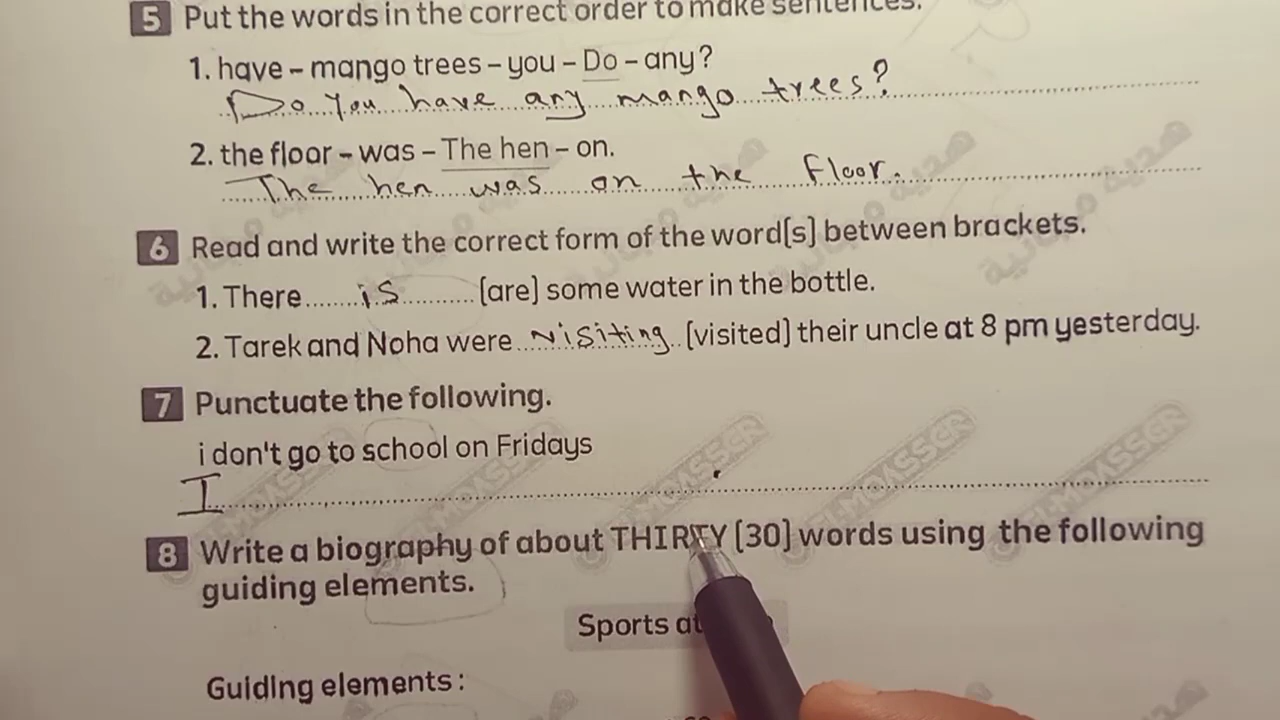 5 Put the words in the correct order to make sentences.
1. have – mango trees – you – Do – any?
Do you have any mango trees?
2. the floor – was – The hen – on.
The hen was on the floor.
6 Read and write the correct form of the word(s) between brackets.
1. There is (are) some water in the bottle.
2. Tarek and Noha were visiting (visited) their uncle at 8 pm yesterday.
7 Punctuate the following.
i don't go to school on Fridays
I .
8 Write a biography of about THIRTY (30) words using the following
guiding elements.
Sports
Guiding elements :